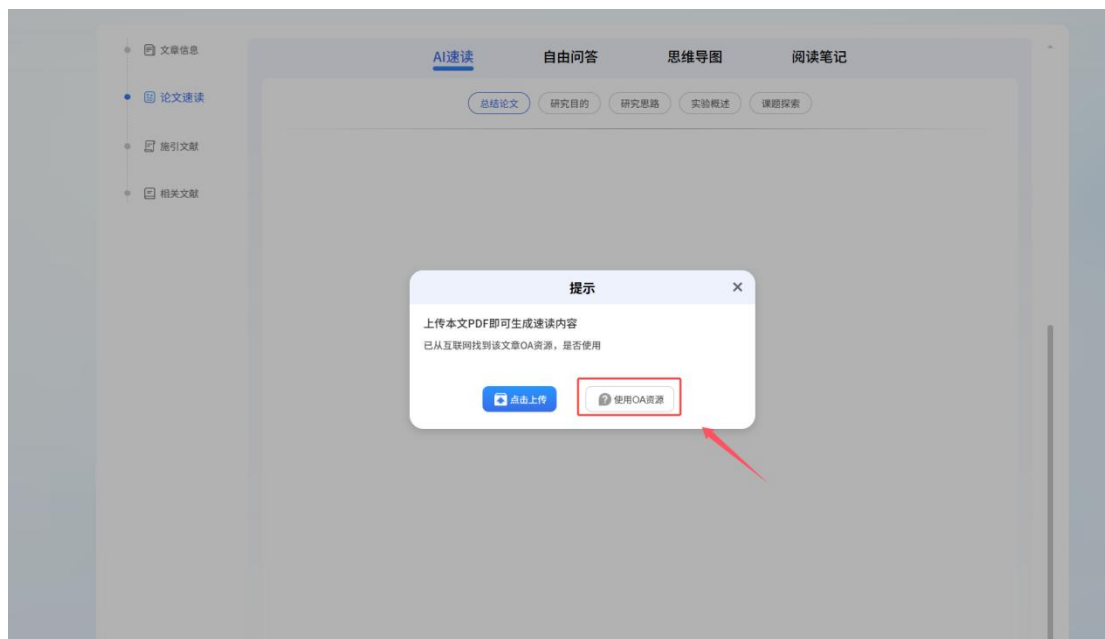 文章信息
论文速读
施引文献
相关文献
AI速读 自由问答 思维导图 阅读笔记
总结论文 研究目的 研究思路 实验概述 课题探索
提示
上传本文PDF即可生成速读内容
已从互联网找到该文章OA资源，是否使用
点击上传 使用OA资源